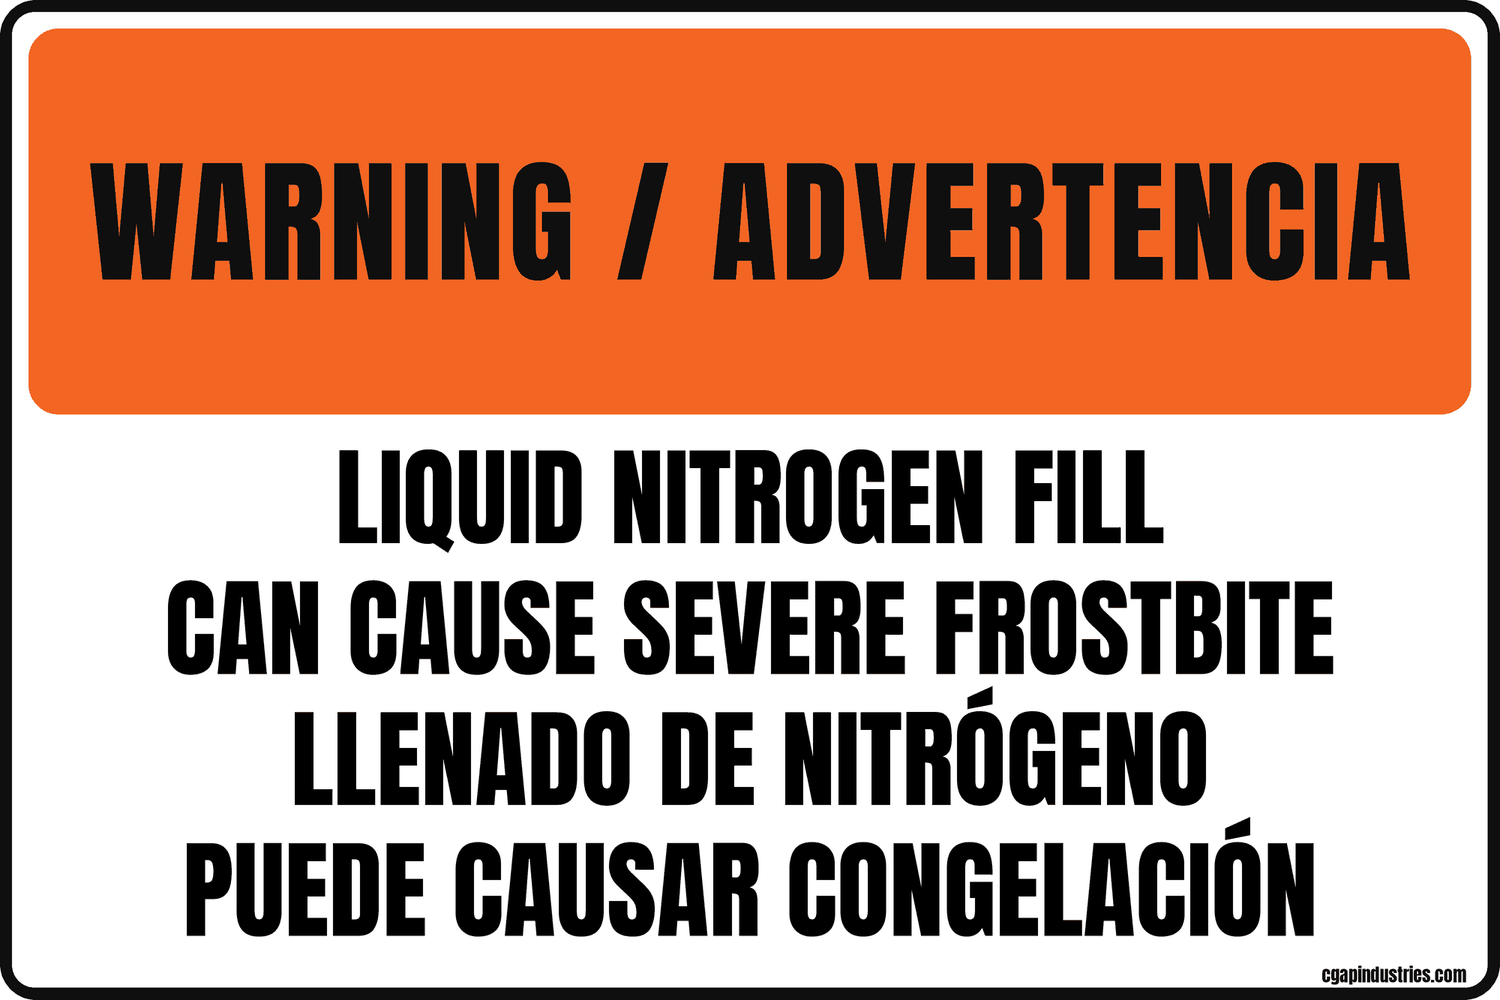 WARNING / ADVERTENCIA
LIQUID NITROGEN FILL
CAN CAUSE SEVERE FROSTBITE
LLENADO DE NITRÓGENO
PUEDE CAUSAR CONGELACIÓN
cgapindustries.com